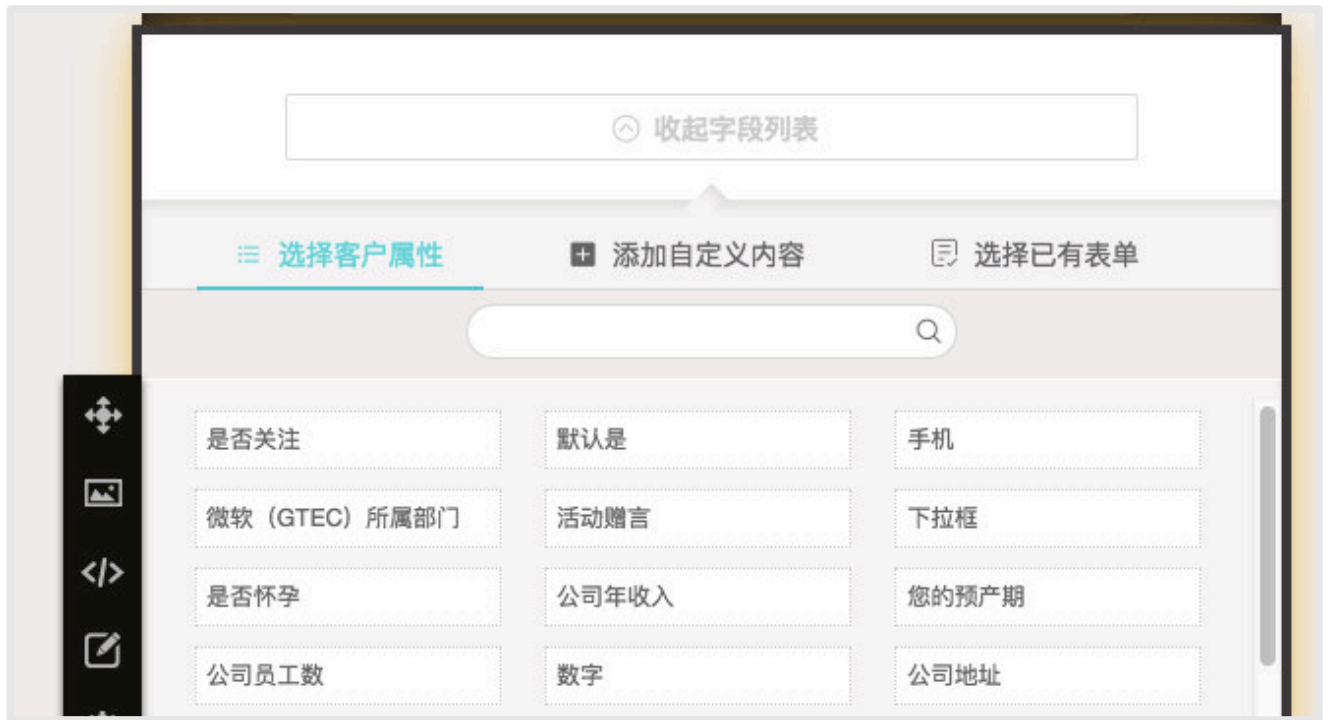 收起字段列表
选择客户属性 添加自定义内容 选择已有表单
是否关注 默认是 手机
微软（GTEC）所属部门 活动赠言 下拉框
是否怀孕 公司年收入 您的预产期
公司员工数 数字 公司地址